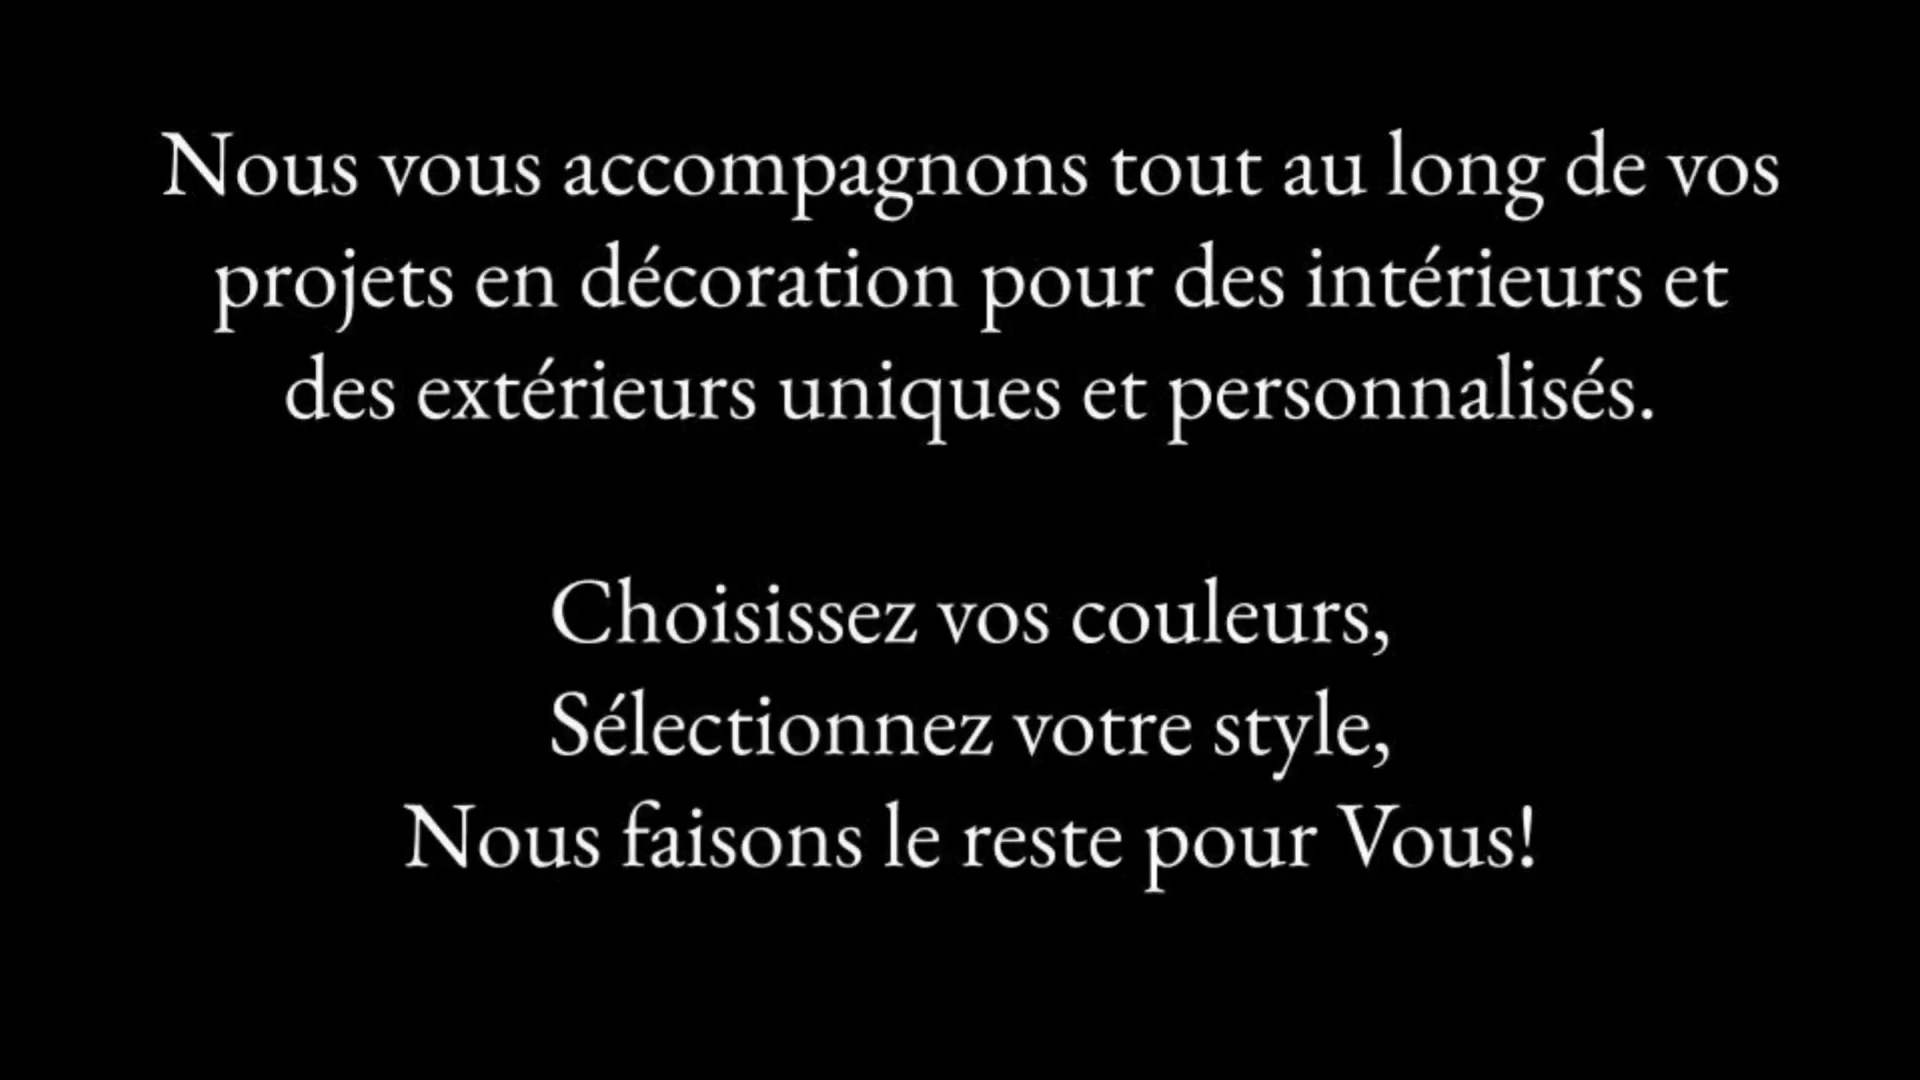 Nous vous accompagnons tout au long de vos
projets en décoration pour des intérieurs et
des extérieurs uniques et personnalisés.
Choisissez vos couleurs,
Sélectionnez votre style,
Nous faisons le reste pour Vous!